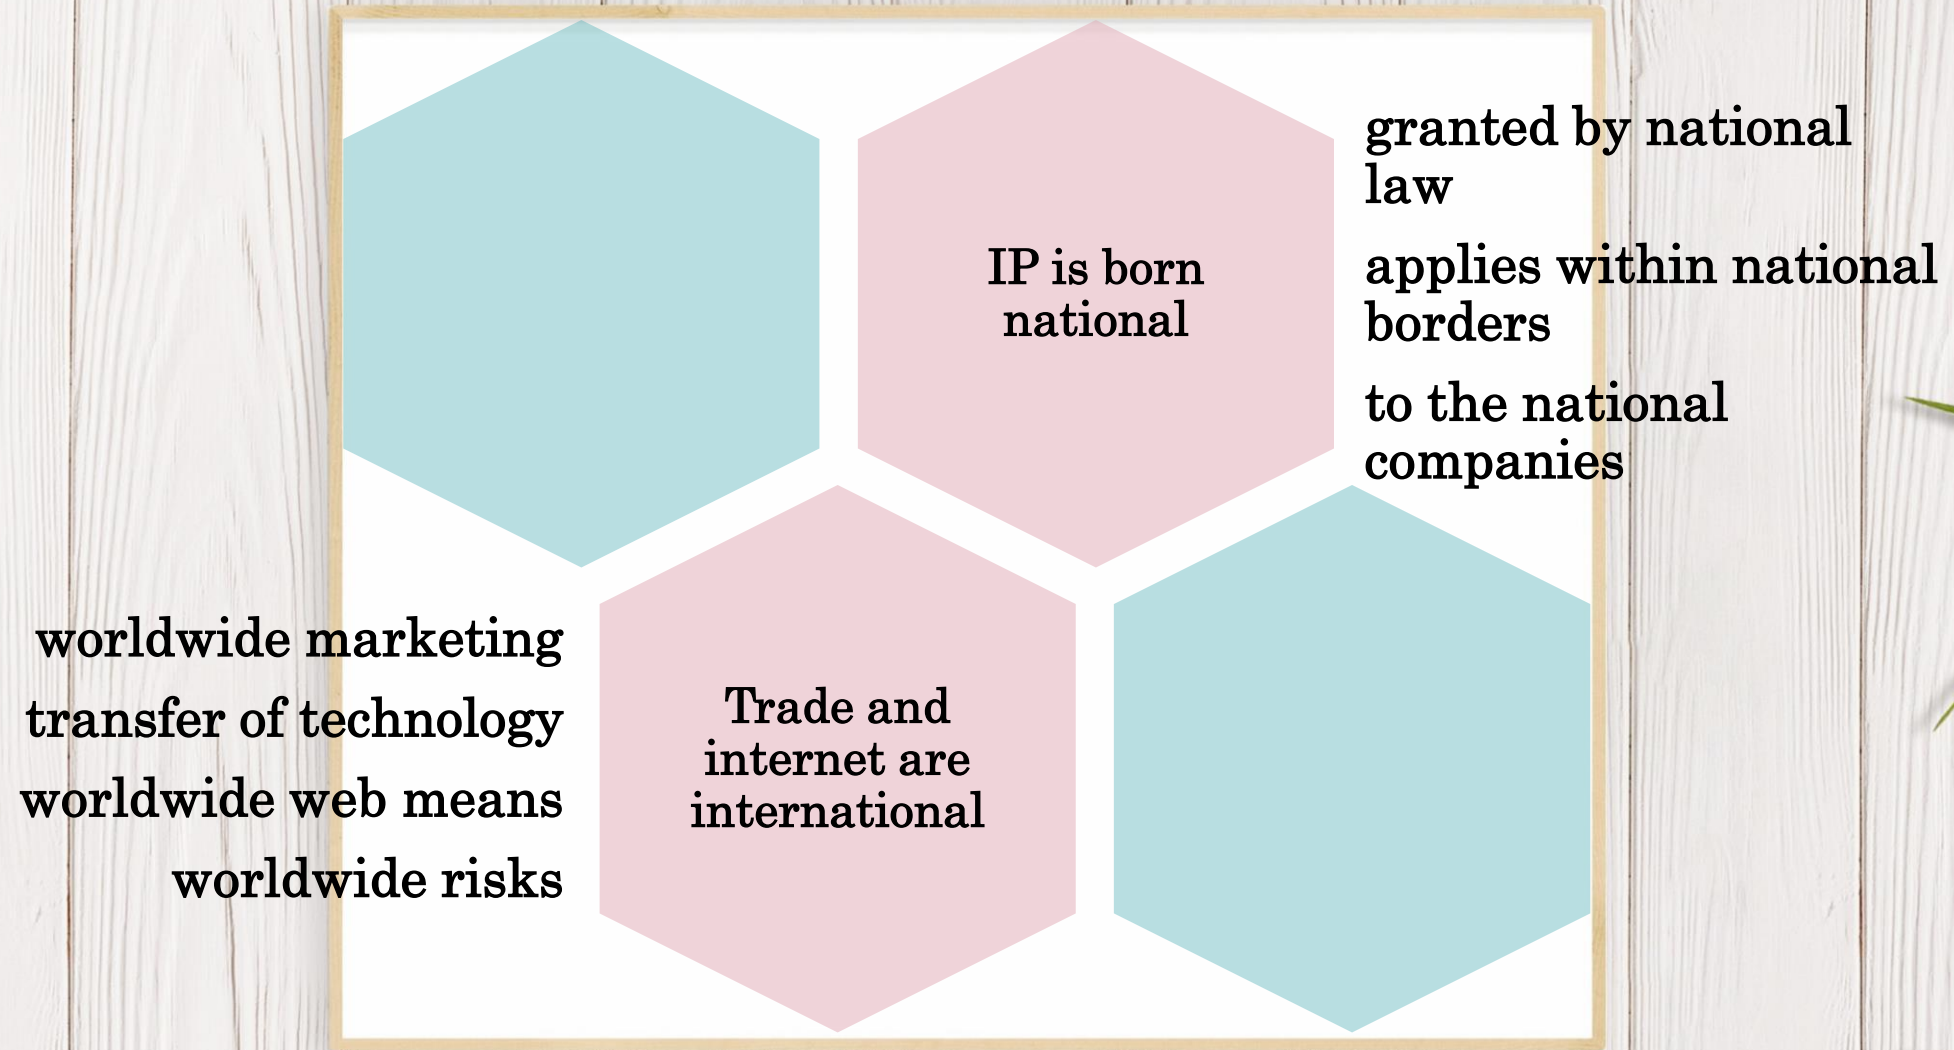 IP is born
national
granted by national
law
applies within national
borders
to the national
companies
worldwide marketing
transfer of technology
worldwide web means
worldwide risks
Trade and
internet are
international